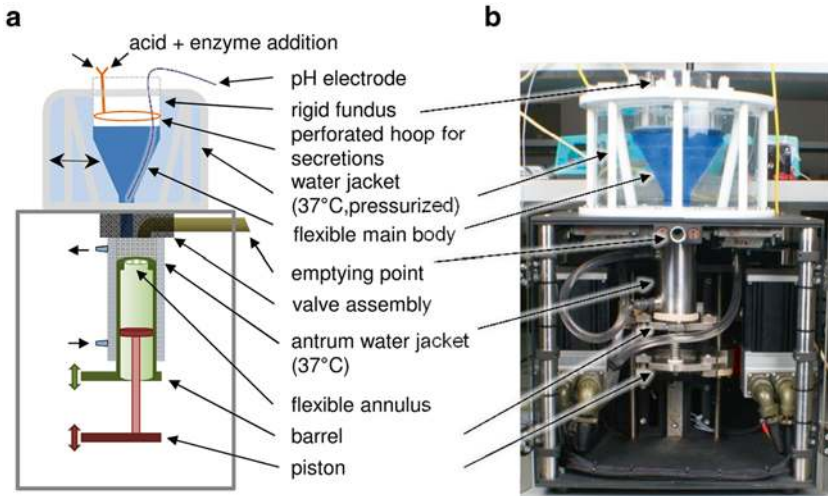 a
b
acid + enzyme addition
pH electrode
rigid fundus
perforated hoop for
secretions
water jacket
(37°C,pressurized)
flexible main body
emptying point
valve assembly
antrum water jacket
(37°C)
flexible annulus
barrel
piston